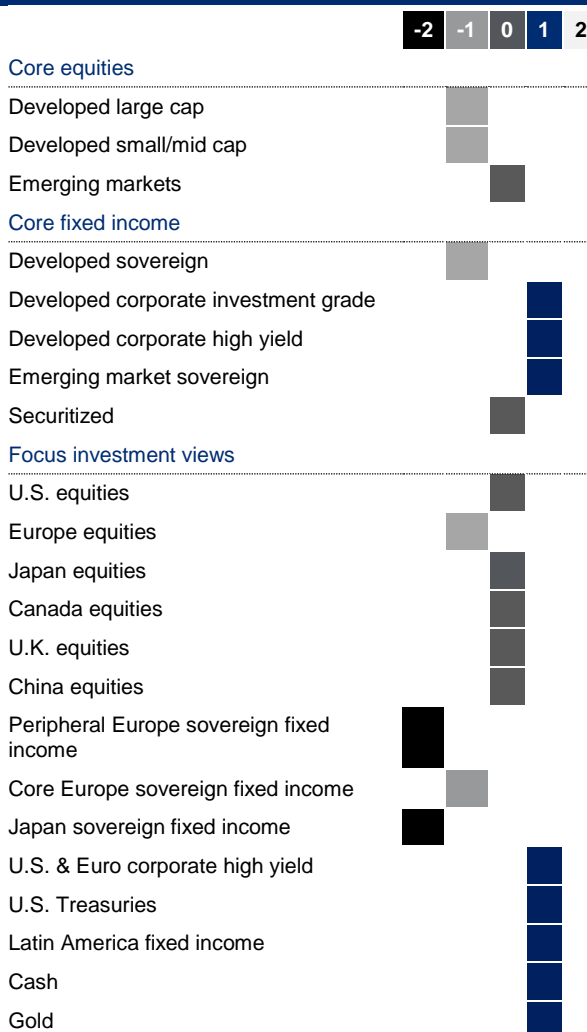 -2 -1 0 1 2
Core equities
Developed large cap
Developed small/mid cap
Emerging markets
Core fixed income
Developed sovereign
Developed corporate investment grade
Developed corporate high yield
Emerging market sovereign
Securitized
Focus investment views
U.S. equities
Europe equities
Japan equities
Canada equities
U.K. equities
China equities
Peripheral Europe sovereign fixed
income
Core Europe sovereign fixed income
Japan sovereign fixed income
U.S. & Euro corporate high yield
U.S. Treasuries
Latin America fixed income
Cash
Gold